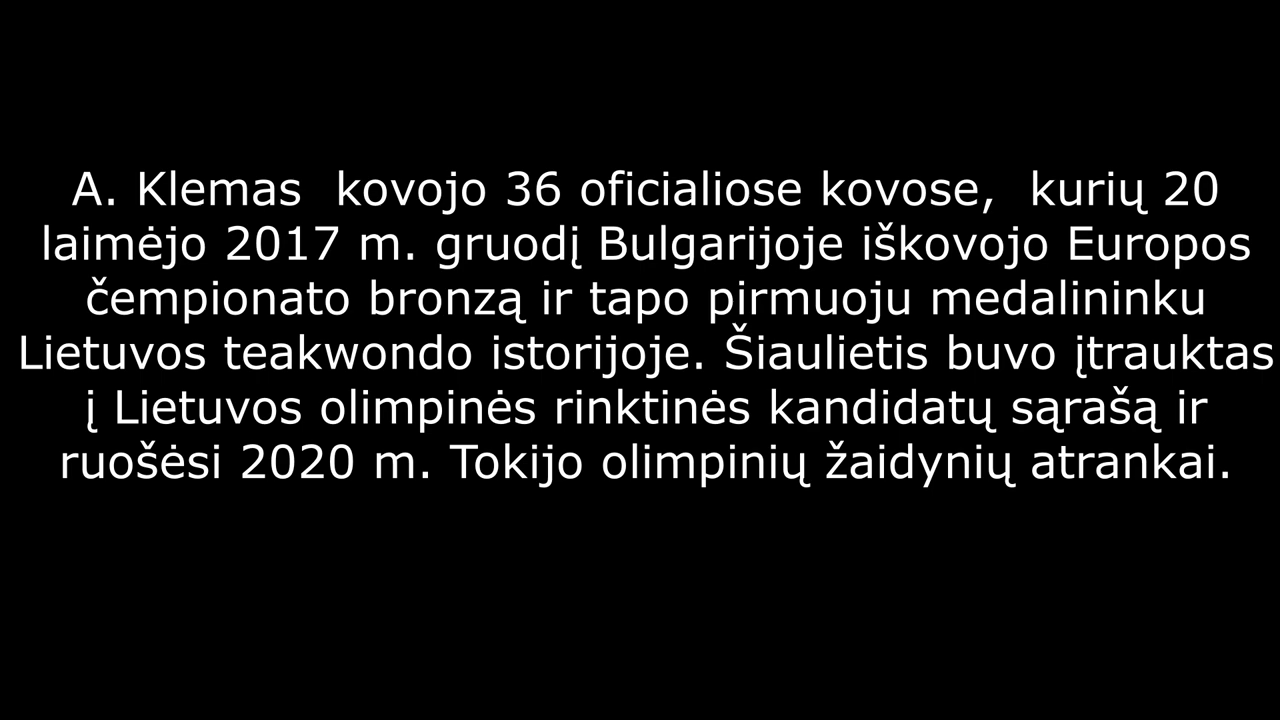 A. Klemas  kovojo 36 oficialiose kovose,  kurių 20
laimėjo 2017 m. gruodį Bulgarijoje iškovojo Europos
čempionato bronzą ir tapo pirmuoju medalininku
Lietuvos teakwondo istorijoje. Šiaulietis buvo įtrauktas
į Lietuvos olimpinės rinktinės kandidatų sąrašą ir
ruošėsi 2020 m. Tokijo olimpinių žaidynių atrankai.